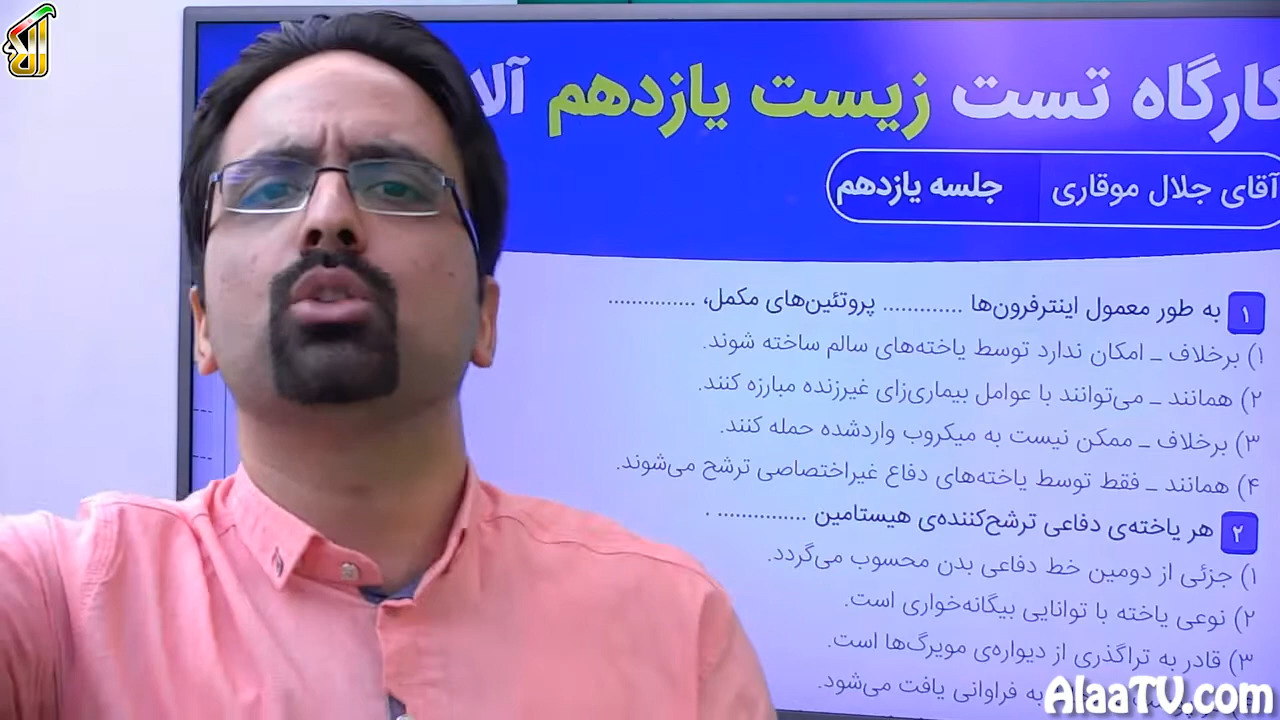 کارگاه تست زیست یازدهم آلا
آقای جلال موقاری
جلسه یازدهم
۱ به طور معمول اینترفرون‌ها ............ پروتئین‌های مکمل، ...............
۱) برخلاف ـ امکان ندارد توسط یاخته‌های سالم ساخته شوند.
۲) همانند ـ می‌توانند با عوامل بیماری‌زای غیرزنده مبارزه کنند.
۳) برخلاف ـ ممکن نیست به میکروب واردشده حمله کنند.
۴) همانند ـ فقط توسط یاخته‌های دفاع غیراختصاصی ترشح می‌شوند.
۲ هر یاخته‌ی دفاعی ترشح‌کننده‌ی هیستامین ............... .
۱) جزئی از دومین خط دفاعی بدن محسوب می‌گردد.
۲) نوعی یاخته با توانایی بیگانه‌خواری است.
۳) قادر به تراگذری از دیواره‌ی مویرگ‌ها است.
به فراوانی یافت می‌شود.
AlaaTV.com